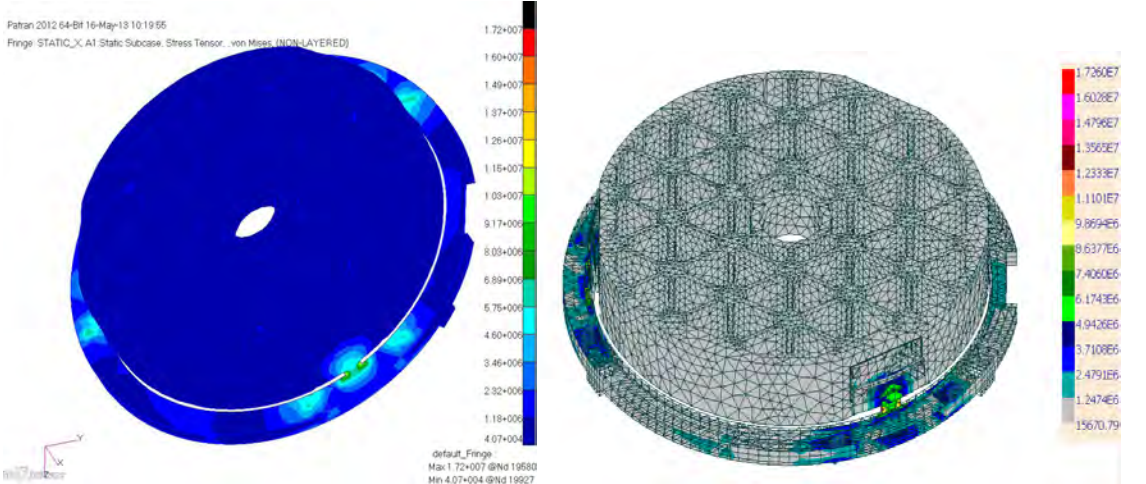 Patran 2012 64-Bit 16-May-13 10:19:55
Fringe: STATIC_X, A1:Static Subcase, Stress Tensor, , von Mises, (NON-LAYERED)
1.72+007
1.60+007
1.49+007
1.37+007
1.26+007
1.15+007
1.03+007
9.17+006
8.03+006
6.89+006
5.75+006
4.60+006
3.46+006
2.32+006
1.18+006
4.07+004
default_Fringe :
Max 1.72+007 @Nd 19580
Min 4.07+004 @Nd 19927
Y
X
Z
1.7260E7
1.6028E7
1.4796E7
1.3565E7
1.2333E7
1.1101E7
9.8694E6
8.6377E6
7.4060E6
6.1743E6
4.9426E6
3.7108E6
2.4791E6
1.2474E6
15670.79